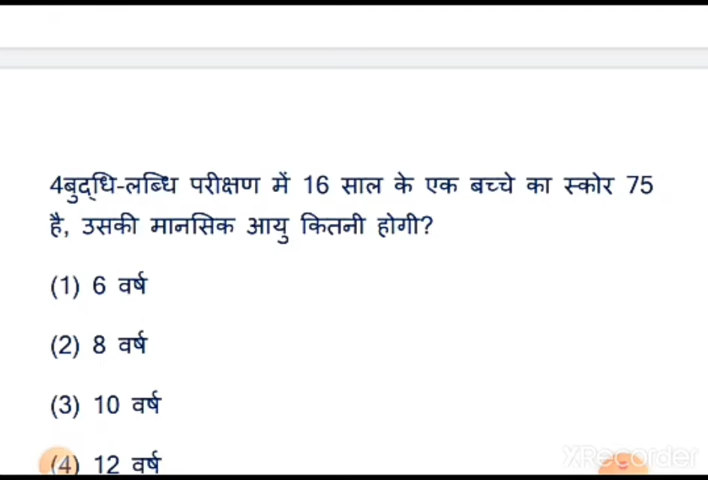 4बुद्धि-लब्धि परीक्षण में 16 साल के एक बच्चे का स्कोर 75
है, उसकी मानसिक आयु कितनी होगी?
(1) 6 वर्ष
(2) 8 वर्ष
(3) 10 वर्ष
(4) 12 वर्ष
XRecorder